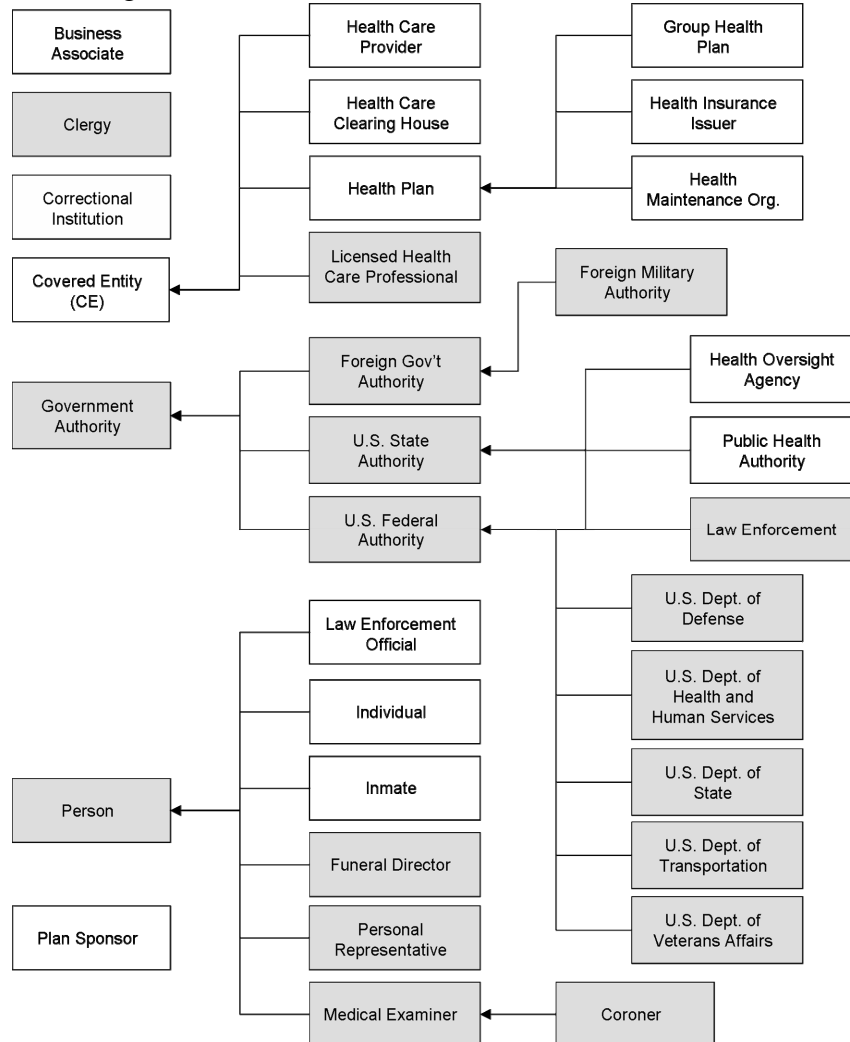 Business
Associate
Clergy
Correctional
Institution
Covered Entity
(CE)
Government
Authority
Person
Plan Sponsor
Health Care
Provider
Health Care
Clearing House
Health Plan
Licensed Health
Care Professional
Foreign Gov't
Authority
U.S. State
Authority
U.S. Federal
Authority
Law Enforcement
Official
Individual
Inmate
Funeral Director
Personal
Representative
Medical Examiner
Group Health
Plan
Health Insurance
Issuer
Health
Maintenance Org.
Foreign Military
Authority
Health Oversight
Agency
Public Health
Authority
Law Enforcement
U.S. Dept. of
Defense
U.S. Dept. of
Health and
Human Services
U.S. Dept. of
State
U.S. Dept. of
Transportation
U.S. Dept. of
Veterans Affairs
Coroner